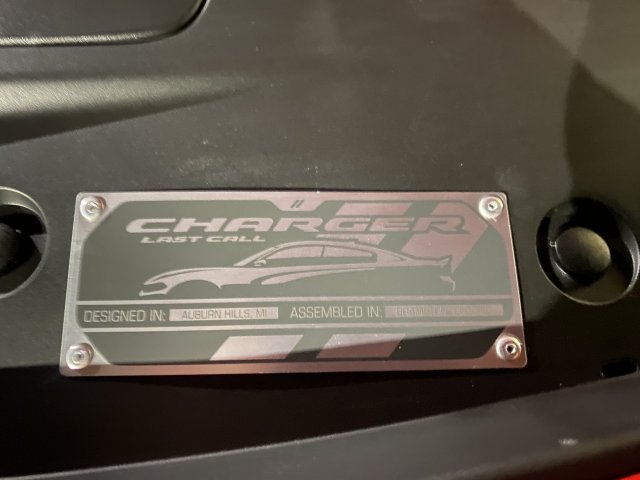 CHARGER
LAST CALL
DESIGNED IN: AUBURN HILLS, MI ASSEMBLED IN: